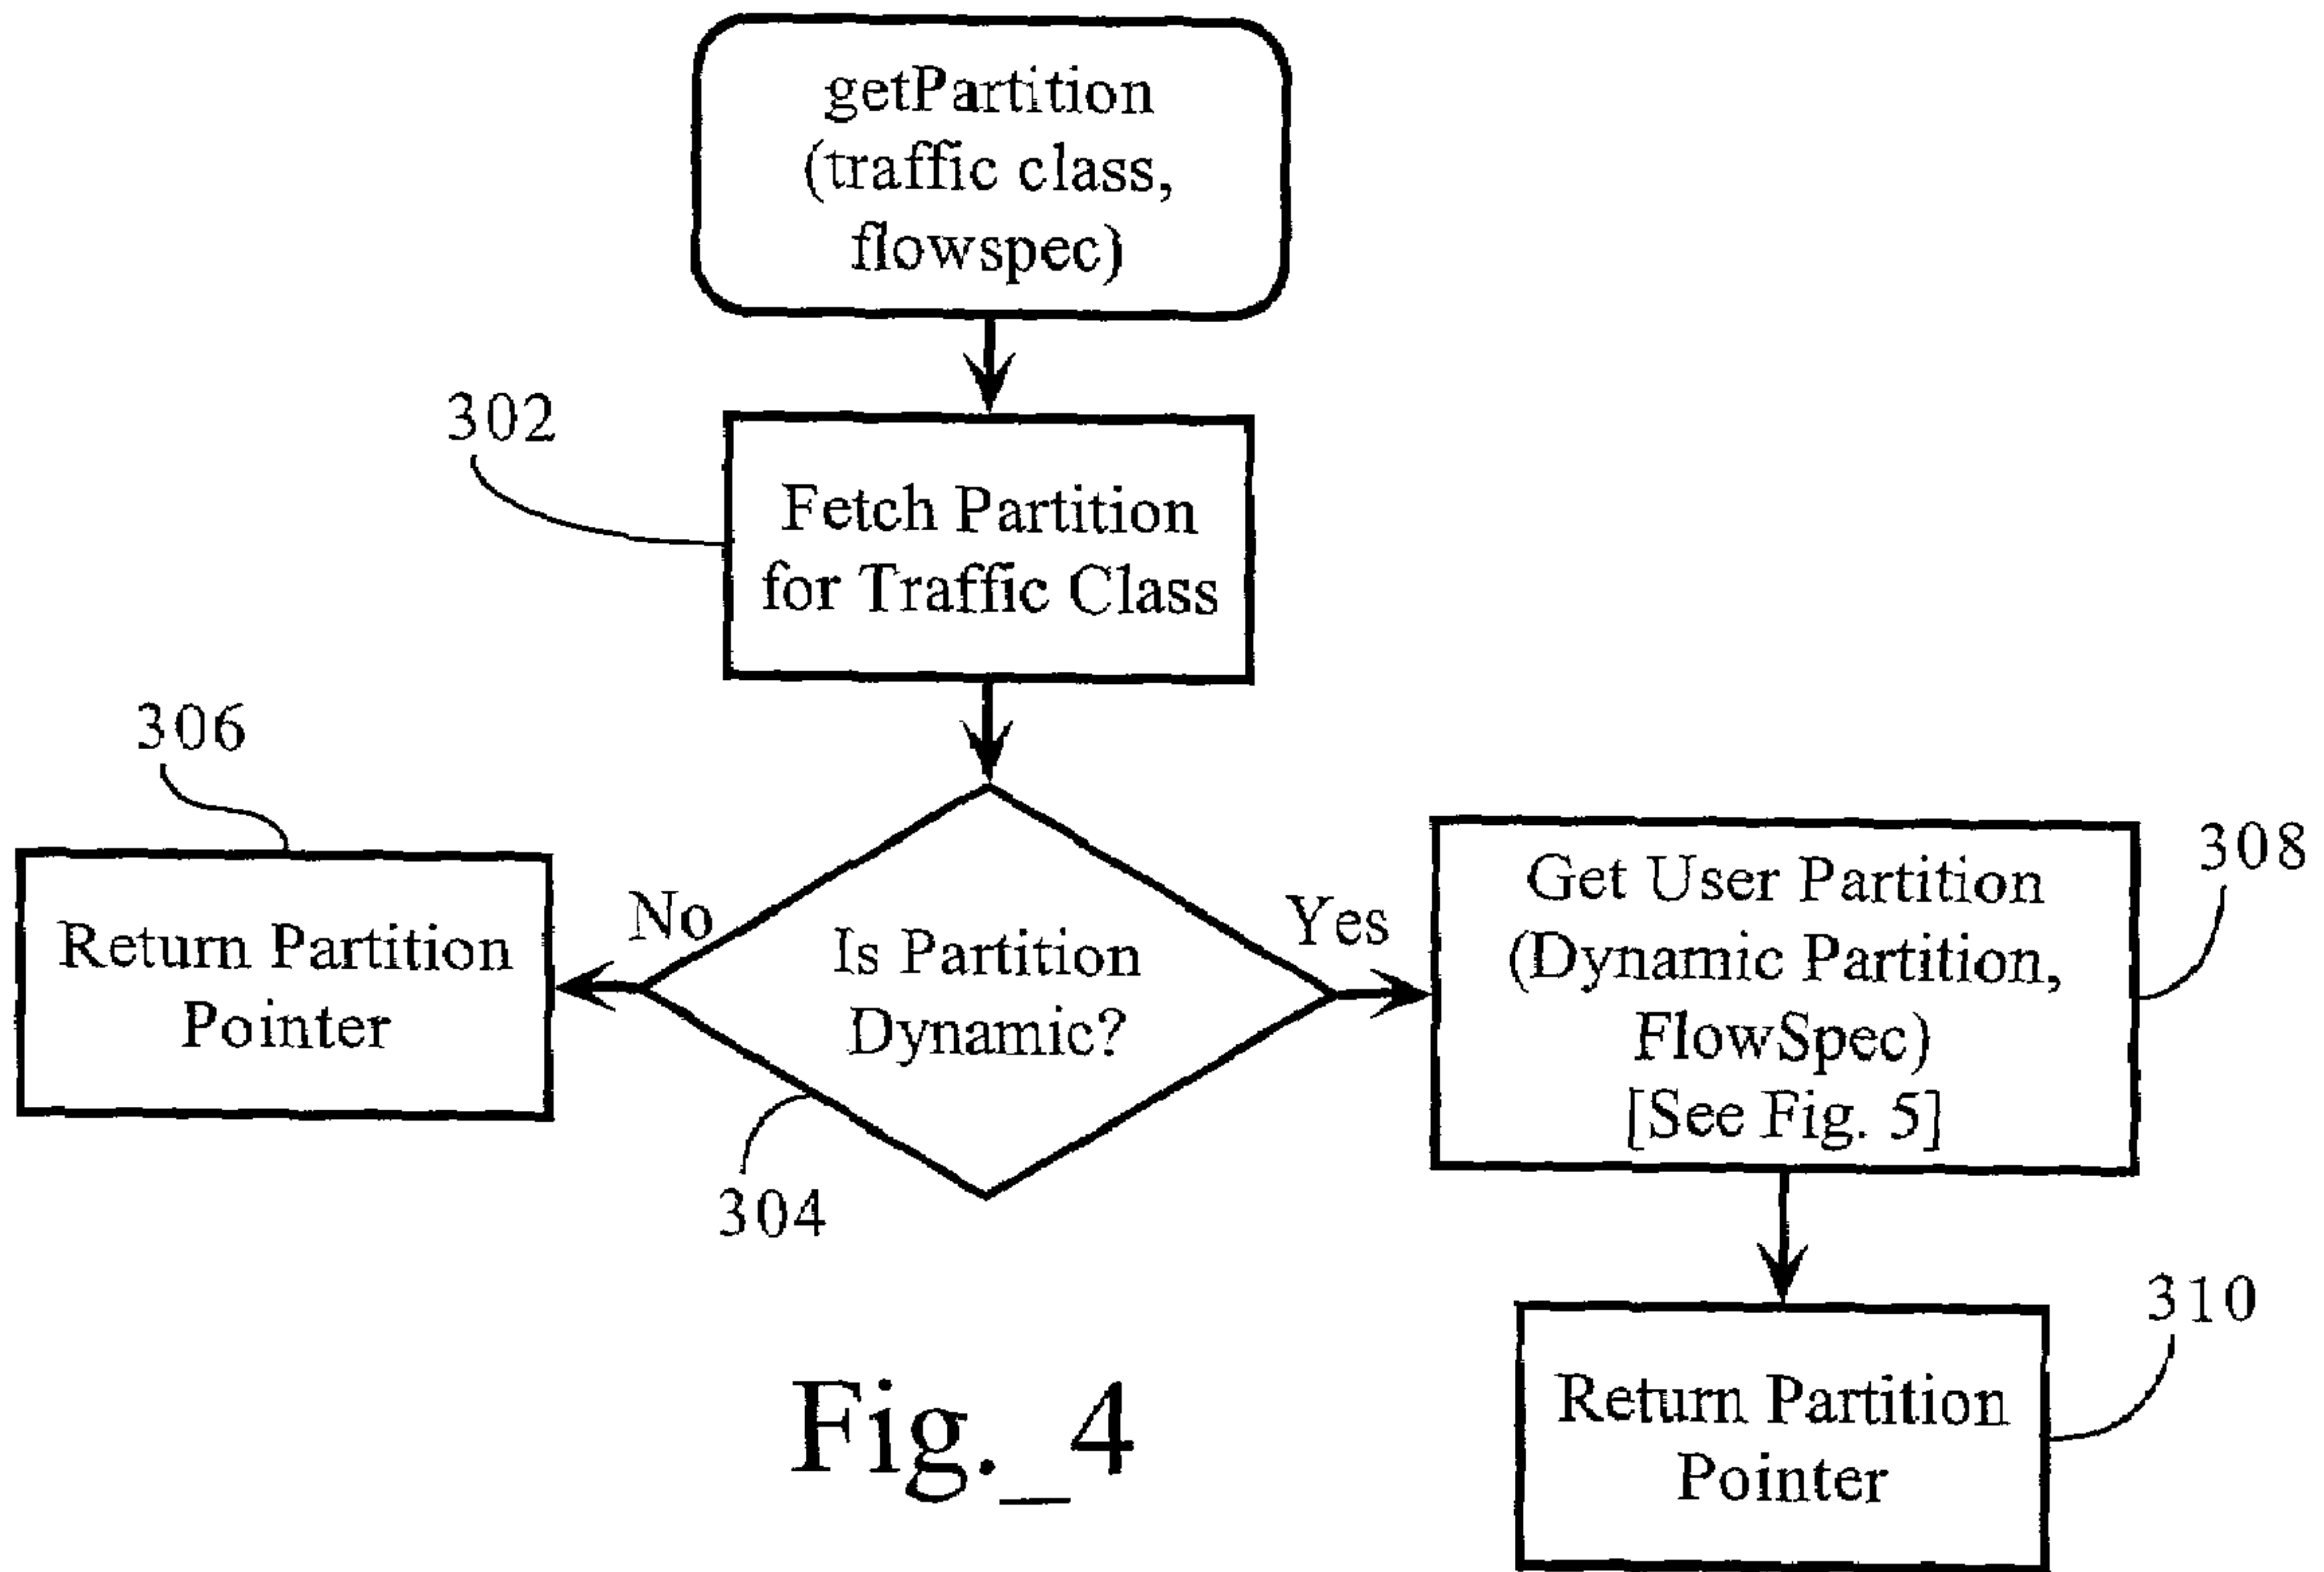 getPartition
(traffic class,
flowspec)
302
Fetch Partition
for Traffic Class
306
Return Partition
Pointer
No
Is Partition
Dynamic?
304
Yes
Get User Partition
(Dynamic Partition,
FlowSpec)
[See Fig. 5]
308
Return Partition
Pointer
310
Fig._4